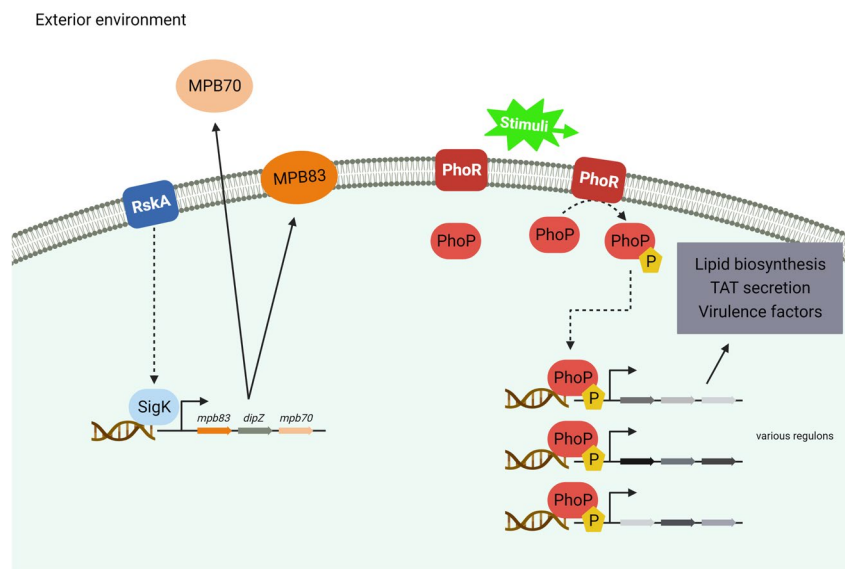 Exterior environment
MPB70
Stimuli
MPB83
PhoR
PhoR
RskA
PhoP
PhoP
PhoP
P
Lipid biosynthesis
TAT secretion
Virulence factors
PhoP
P
SigK
mpb83 dipZ mpb70
various regulons
PhoP
P
PhoP
P